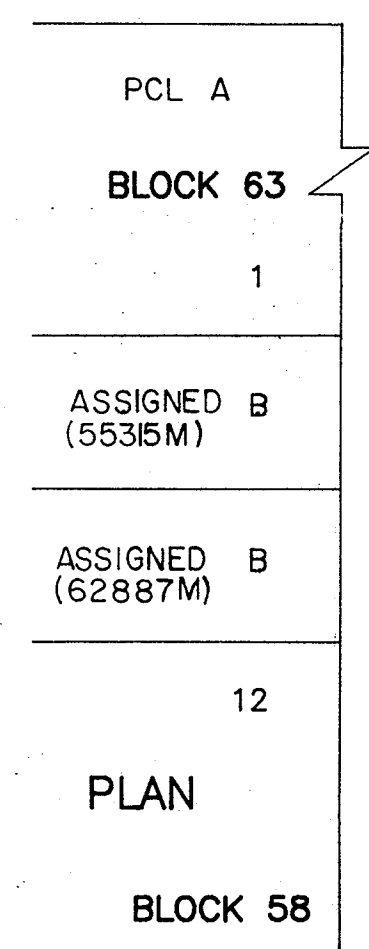 PCL A
BLOCK 63
1
ASSIGNED B
(55315M)
ASSIGNED B
(62887M)
12
PLAN
BLOCK 58